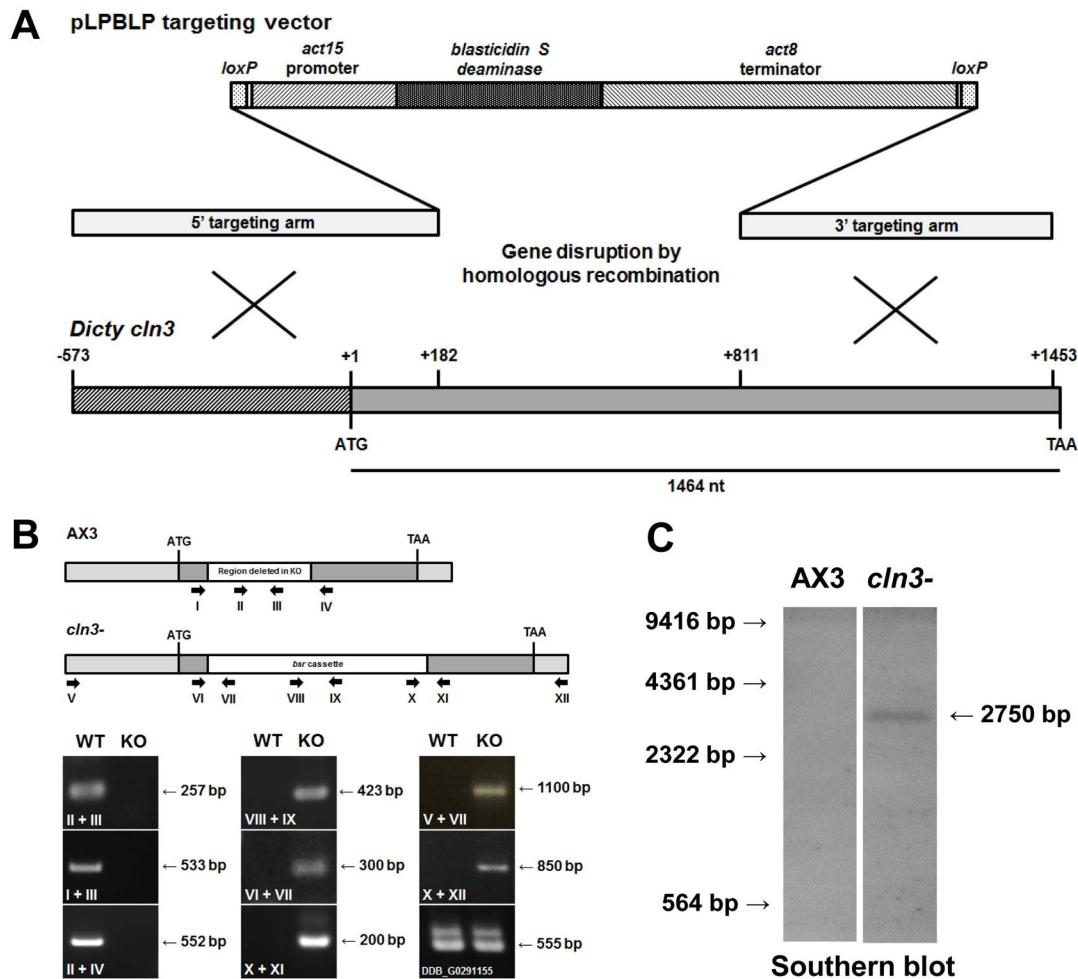 A
pLPBLP targeting vector
loxP
act15
promoter
blasticidin S
deaminase
act8
terminator
loxP
5' targeting arm
3' targeting arm
Gene disruption by
homologous recombination
Dicty cln3
-573
+1
+182
+811
+1453
ATG
TAA
1464 nt
B
AX3
ATG
TAA
Region deleted in KO
I
II
III
IV
cln3-
ATG
TAA
bsr cassette
V
VI
VII
VIII
IX
X
XI
XII
WT KO
← 257 bp
II + III
← 533 bp
I + III
← 552 bp
II + IV
WT KO
← 423 bp
VIII + IX
← 300 bp
VI + VII
← 200 bp
X + XI
WT KO
← 1100 bp
V + VII
← 850 bp
X + XII
← 555 bp
DDB_G0291155
C
AX3 cln3-
9416 bp →
4361 bp →
← 2750 bp
2322 bp →
564 bp →
Southern blot